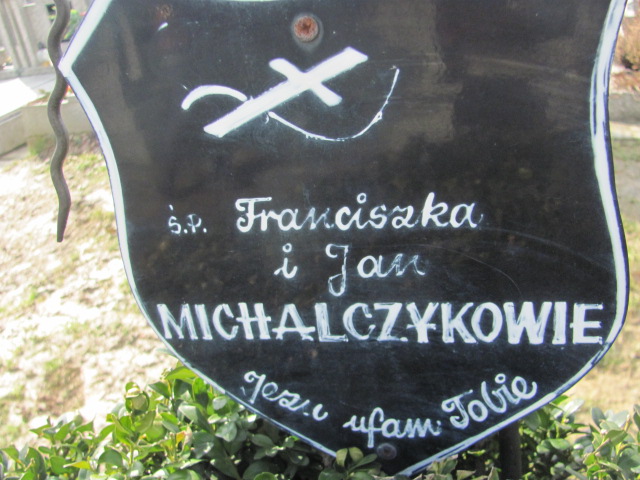 Ś.P. Franciszka
i Jan
MICHALCZYKOWIE
Jezu ufam Tobie